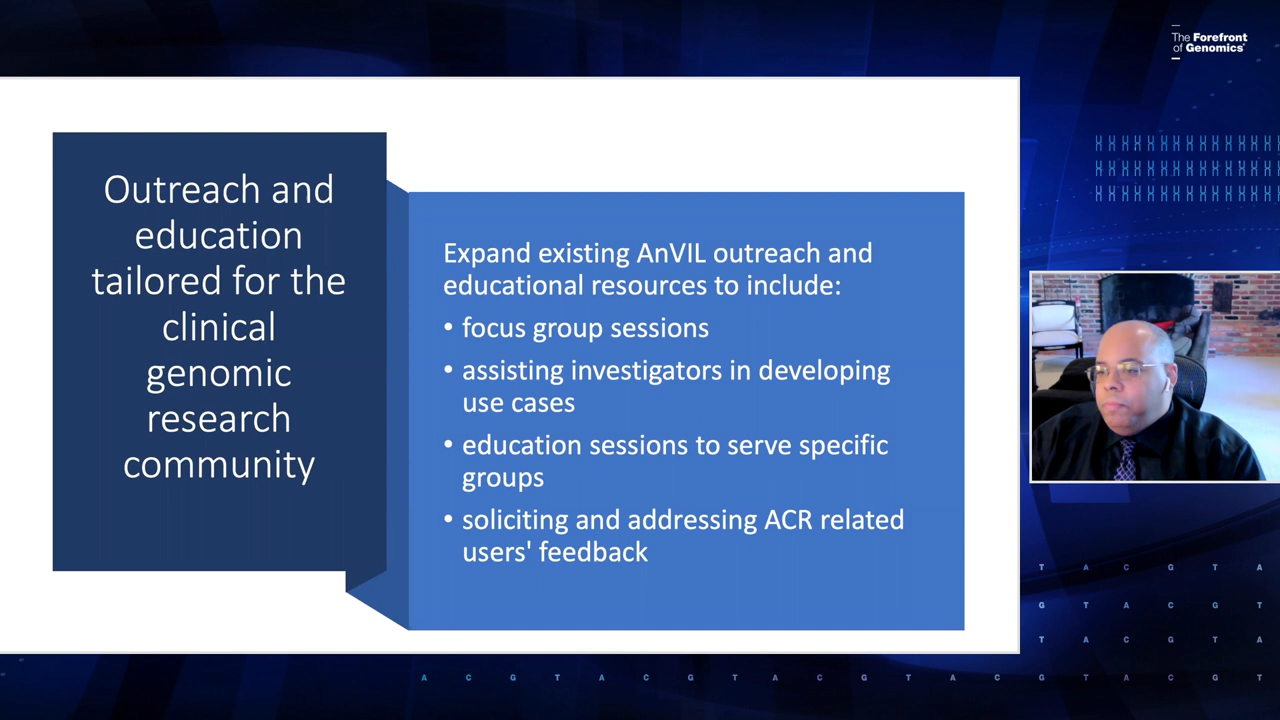 The Forefront
of Genomics
Outreach and
education
tailored for the
clinical
genomic
research
community
Expand existing AnVIL outreach and
educational resources to include:
• focus group sessions
• assisting investigators in developing
use cases
• education sessions to serve specific
groups
• soliciting and addressing ACR related
users' feedback
T A C G T A
G T A C G T
T A C G T A
A C G T A C G T A C G T A C G T A C G T